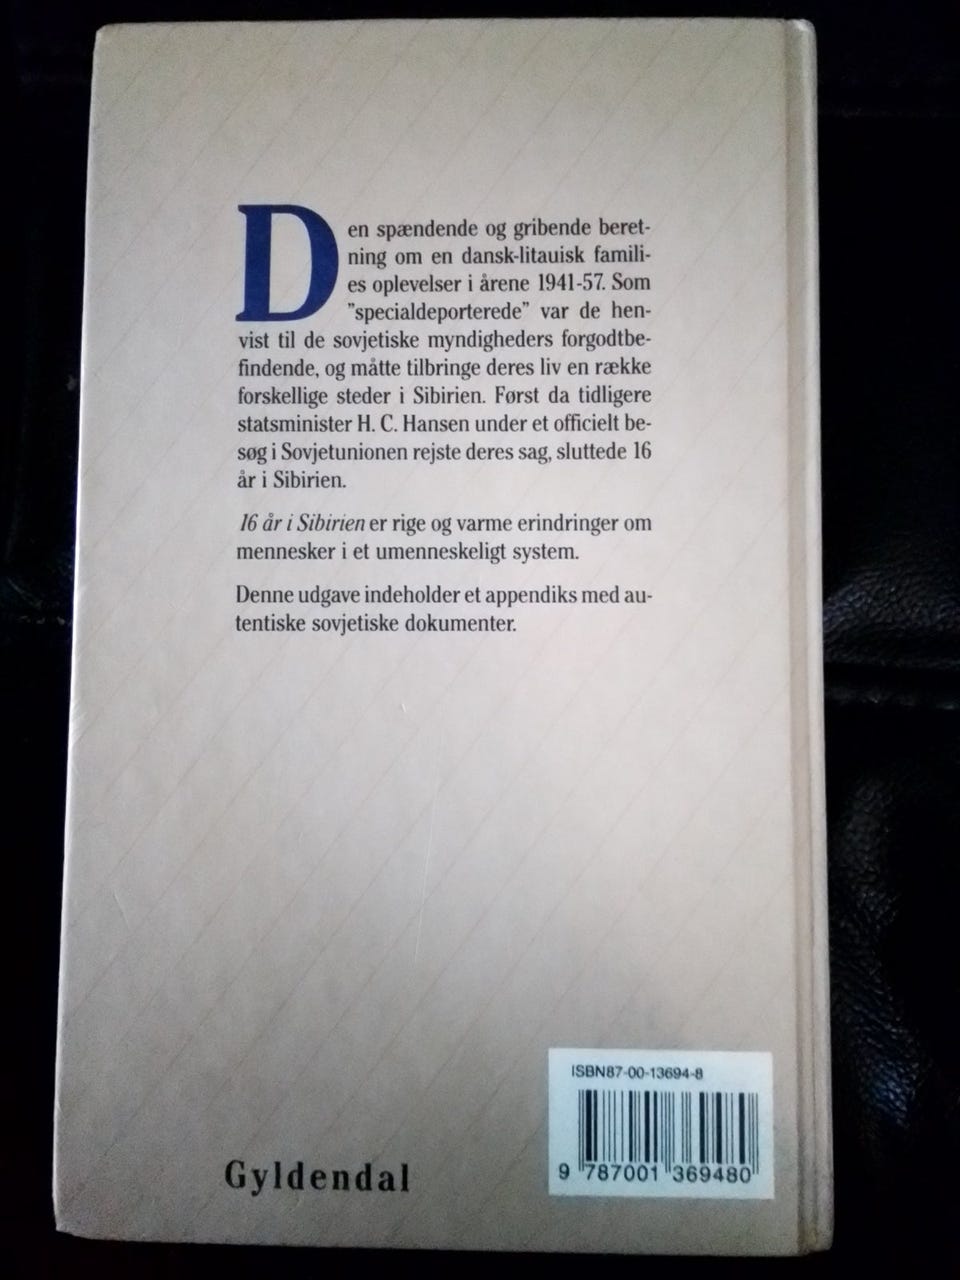 Den spændende og gribende beret-
ning om en dansk-litauisk famili-
es oplevelser i årene 1941-57. Som
"specialdeporterede" var de hen-
vist til de sovjetiske myndigheders forgodtbe-
findende, og måtte tilbringe deres liv en række
forskellige steder i Sibirien. Først da tidligere
statsminister H. C. Hansen under et officielt be-
søg i Sovjetunionen rejste deres sag, sluttede 16
år i Sibirien.
16 år i Sibirien er rige og varme erindringer om
mennesker i et umenneskeligt system.
Denne udgave indeholder et appendiks med au-
tentiske sovjetiske dokumenter.
ISBN87-00-13694-8
9 787001 369480
Gyldendal